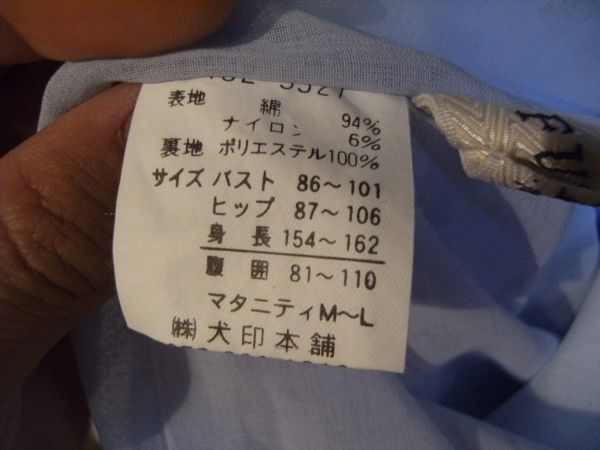 表地 綿 94%
ナイロン 6%
裏地 ポリエステル100%
サイズ バスト 86〜101
ヒップ 87〜106
身長 154〜162
腹囲 81〜110
マタニティM〜L
㈱犬印本舗